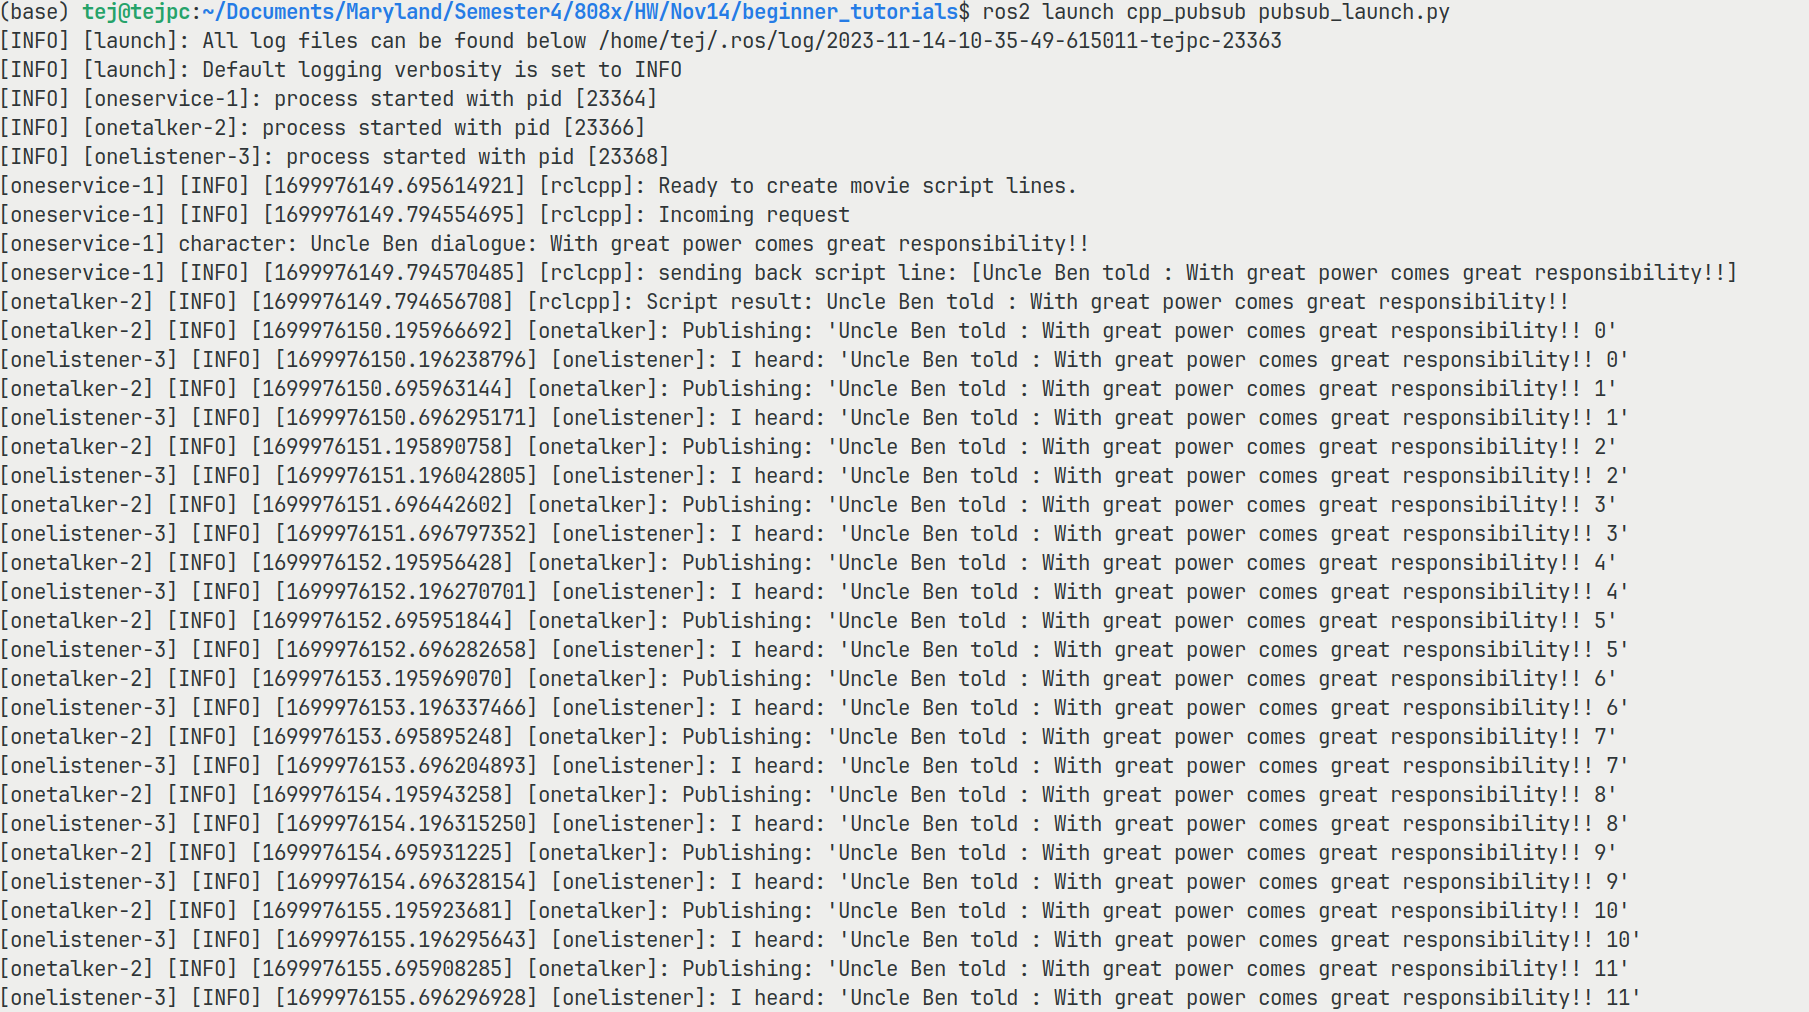 (base) tej@tejpc:~/Documents/Maryland/Semester4/808x/HW/Nov14/beginner_tutorials$ ros2 launch cpp_pubsub pubsub_launch.py
[INFO] [launch]: All log files can be found below /home/tej/.ros/log/2023-11-14-10-35-49-615011-tejpc-23363
[INFO] [launch]: Default logging verbosity is set to INFO
[INFO] [oneservice-1]: process started with pid [23364]
[INFO] [onetalker-2]: process started with pid [23366]
[INFO] [onelistener-3]: process started with pid [23368]
[oneservice-1] [INFO] [1699976149.695614921] [rclcpp]: Ready to create movie script lines.
[oneservice-1] [INFO] [1699976149.794554695] [rclcpp]: Incoming request
[oneservice-1] character: Uncle Ben dialogue: With great power comes great responsibility!!
[oneservice-1] [INFO] [1699976149.794570485] [rclcpp]: sending back script line: [Uncle Ben told : With great power comes great responsibility!!]
[onetalker-2] [INFO] [1699976149.794656708] [rclcpp]: Script result: Uncle Ben told : With great power comes great responsibility!!
[onetalker-2] [INFO] [1699976150.195966692] [onetalker]: Publishing: 'Uncle Ben told : With great power comes great responsibility!! 0'
[onelistener-3] [INFO] [1699976150.196238796] [onelistener]: I heard: 'Uncle Ben told : With great power comes great responsibility!! 0'
[onetalker-2] [INFO] [1699976150.695963144] [onetalker]: Publishing: 'Uncle Ben told : With great power comes great responsibility!! 1'
[onelistener-3] [INFO] [1699976150.696295171] [onelistener]: I heard: 'Uncle Ben told : With great power comes great responsibility!! 1'
[onetalker-2] [INFO] [1699976151.195890758] [onetalker]: Publishing: 'Uncle Ben told : With great power comes great responsibility!! 2'
[onelistener-3] [INFO] [1699976151.196042805] [onelistener]: I heard: 'Uncle Ben told : With great power comes great responsibility!! 2'
[onetalker-2] [INFO] [1699976151.696442602] [onetalker]: Publishing: 'Uncle Ben told : With great power comes great responsibility!! 3'
[onelistener-3] [INFO] [1699976151.696797352] [onelistener]: I heard: 'Uncle Ben told : With great power comes great responsibility!! 3'
[onetalker-2] [INFO] [1699976152.195956428] [onetalker]: Publishing: 'Uncle Ben told : With great power comes great responsibility!! 4'
[onelistener-3] [INFO] [1699976152.196270701] [onelistener]: I heard: 'Uncle Ben told : With great power comes great responsibility!! 4'
[onetalker-2] [INFO] [1699976152.695951844] [onetalker]: Publishing: 'Uncle Ben told : With great power comes great responsibility!! 5'
[onelistener-3] [INFO] [1699976152.696282658] [onelistener]: I heard: 'Uncle Ben told : With great power comes great responsibility!! 5'
[onetalker-2] [INFO] [1699976153.195969070] [onetalker]: Publishing: 'Uncle Ben told : With great power comes great responsibility!! 6'
[onelistener-3] [INFO] [1699976153.196337466] [onelistener]: I heard: 'Uncle Ben told : With great power comes great responsibility!! 6'
[onetalker-2] [INFO] [1699976153.695895248] [onetalker]: Publishing: 'Uncle Ben told : With great power comes great responsibility!! 7'
[onelistener-3] [INFO] [1699976153.696204893] [onelistener]: I heard: 'Uncle Ben told : With great power comes great responsibility!! 7'
[onetalker-2] [INFO] [1699976154.195943258] [onetalker]: Publishing: 'Uncle Ben told : With great power comes great responsibility!! 8'
[onelistener-3] [INFO] [1699976154.196315250] [onelistener]: I heard: 'Uncle Ben told : With great power comes great responsibility!! 8'
[onetalker-2] [INFO] [1699976154.695931225] [onetalker]: Publishing: 'Uncle Ben told : With great power comes great responsibility!! 9'
[onelistener-3] [INFO] [1699976154.696328154] [onelistener]: I heard: 'Uncle Ben told : With great power comes great responsibility!! 9'
[onetalker-2] [INFO] [1699976155.195923681] [onetalker]: Publishing: 'Uncle Ben told : With great power comes great responsibility!! 10'
[onelistener-3] [INFO] [1699976155.196295643] [onelistener]: I heard: 'Uncle Ben told : With great power comes great responsibility!! 10'
[onetalker-2] [INFO] [1699976155.695908285] [onetalker]: Publishing: 'Uncle Ben told : With great power comes great responsibility!! 11'
[onelistener-3] [INFO] [1699976155.696296928] [onelistener]: I heard: 'Uncle Ben told : With great power comes great responsibility!! 11'